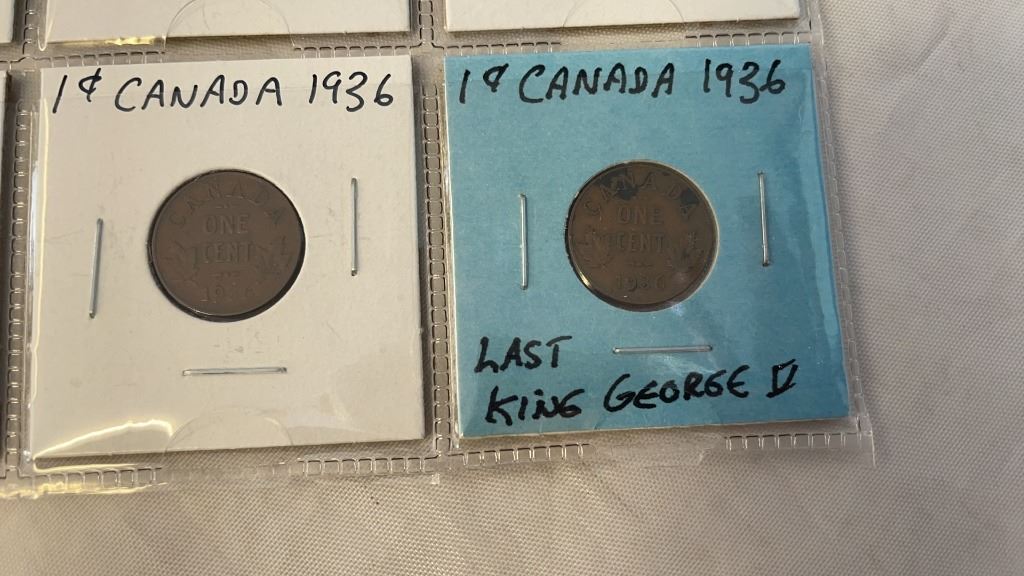 1¢ CANADA 1936
CANADA
ONE
CENT
1¢ CANADA 1936
CANADA
ONE
CENT
1936
LAST
KING GEORGE V